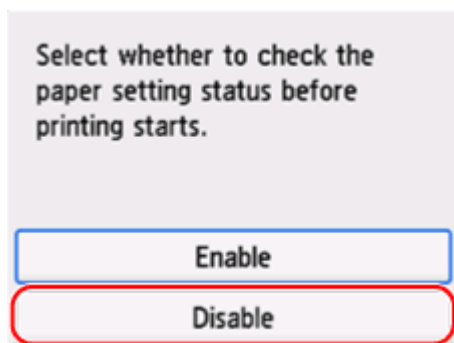 Select whether to check the
paper setting status before
printing starts.
Enable
Disable